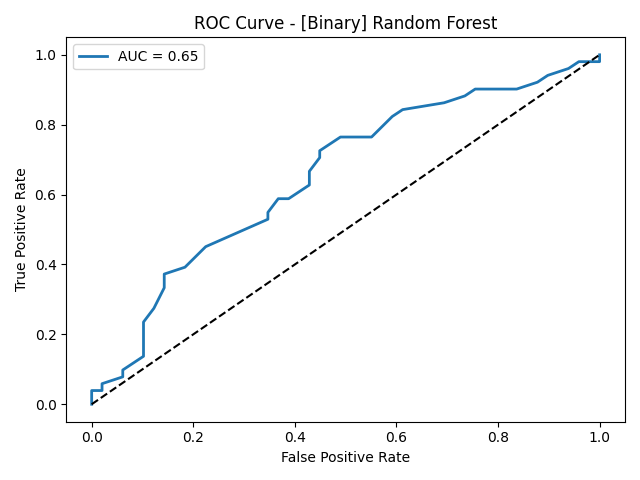 ROC Curve - [Binary] Random Forest
AUC = 0.65
True Positive Rate
1.0
0.8
0.6
0.4
0.2
0.0
0.0 0.2 0.4 0.6 0.8 1.0
False Positive Rate